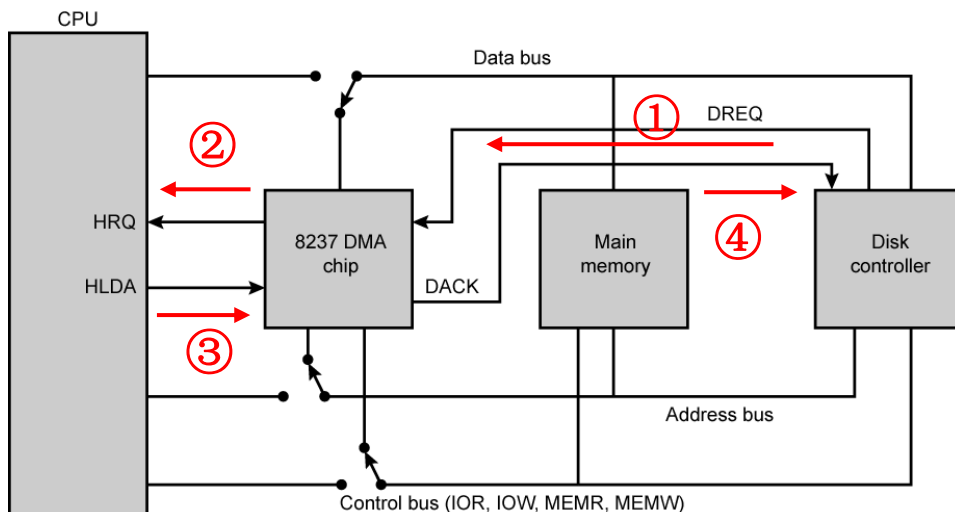 CPU
Data bus
①
DREQ
②
HRQ
8237 DMA
chip
Main
memory
④
Disk
controller
HLDA
DACK
③
Address bus
Control bus (IOR, IOW, MEMR, MEMW)